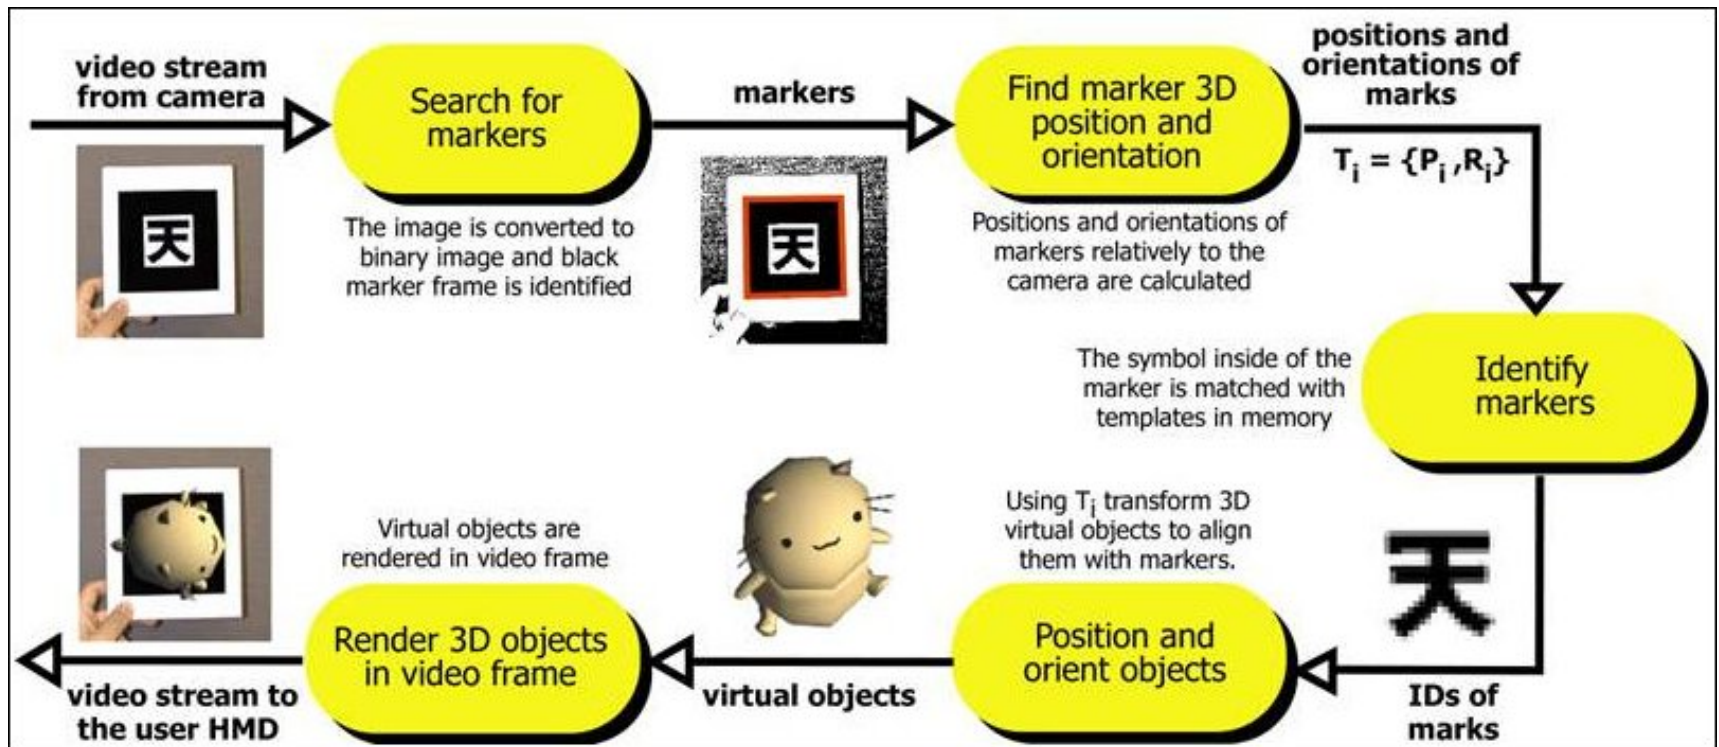 video stream
from camera
Search for
markers
The image is converted to
binary image and black
marker frame is identified
天
markers
天
Find marker 3D
position and
orientation
Positions and orientations of
markers relatively to the
camera are calculated
positions and
orientations of
marks
Tᵢ = {Pᵢ ,Rᵢ}
Identify
markers
The symbol inside of the
marker is matched with
templates in memory
天
IDs of
marks
Position and
orient objects
Using Tᵢ transform 3D
virtual objects to align
them with markers.
virtual objects
Render 3D objects
in video frame
Virtual objects are
rendered in video frame
video stream to
the user HMD